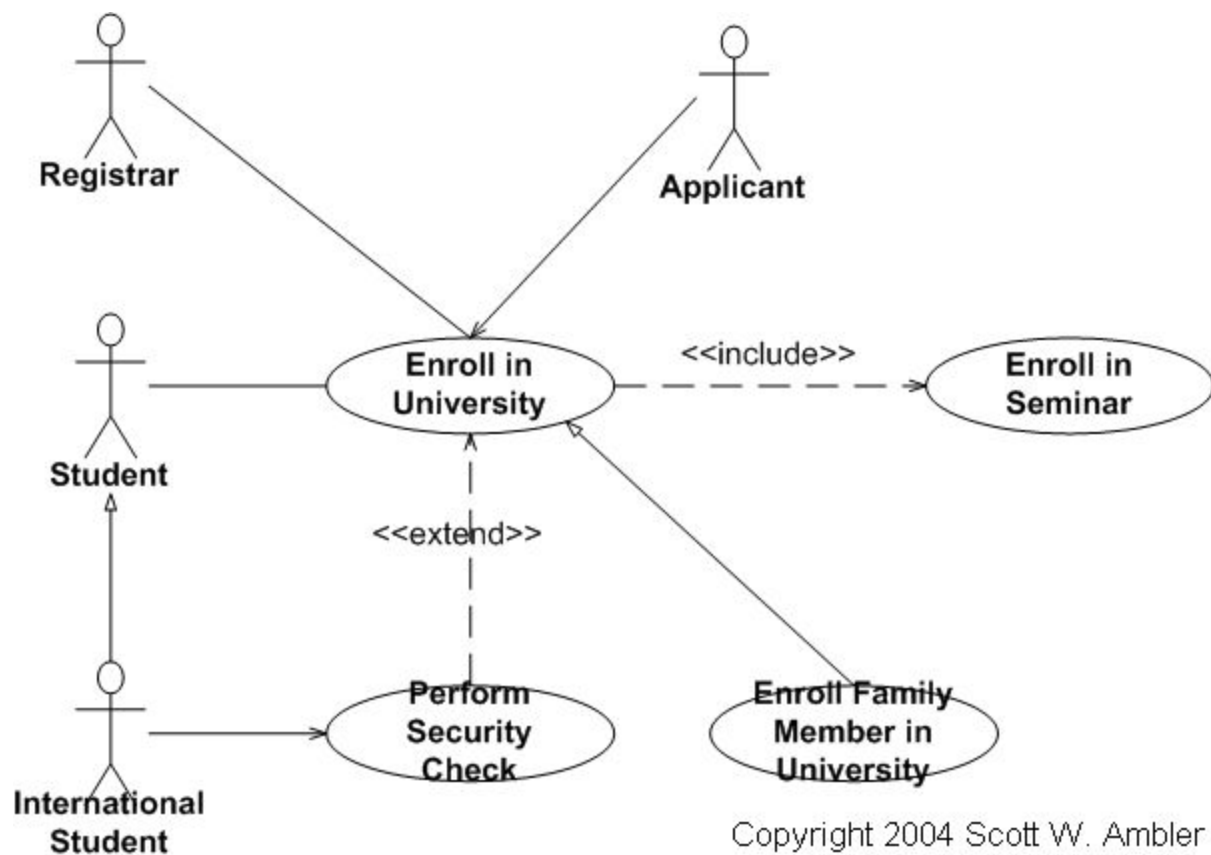 Registrar
Applicant
Enroll in
University
<<include>>
Enroll in
Seminar
Student
<<extend>>
Perform
Security
Check
Enroll Family
Member in
University
International
Student
Copyright 2004 Scott W. Ambler